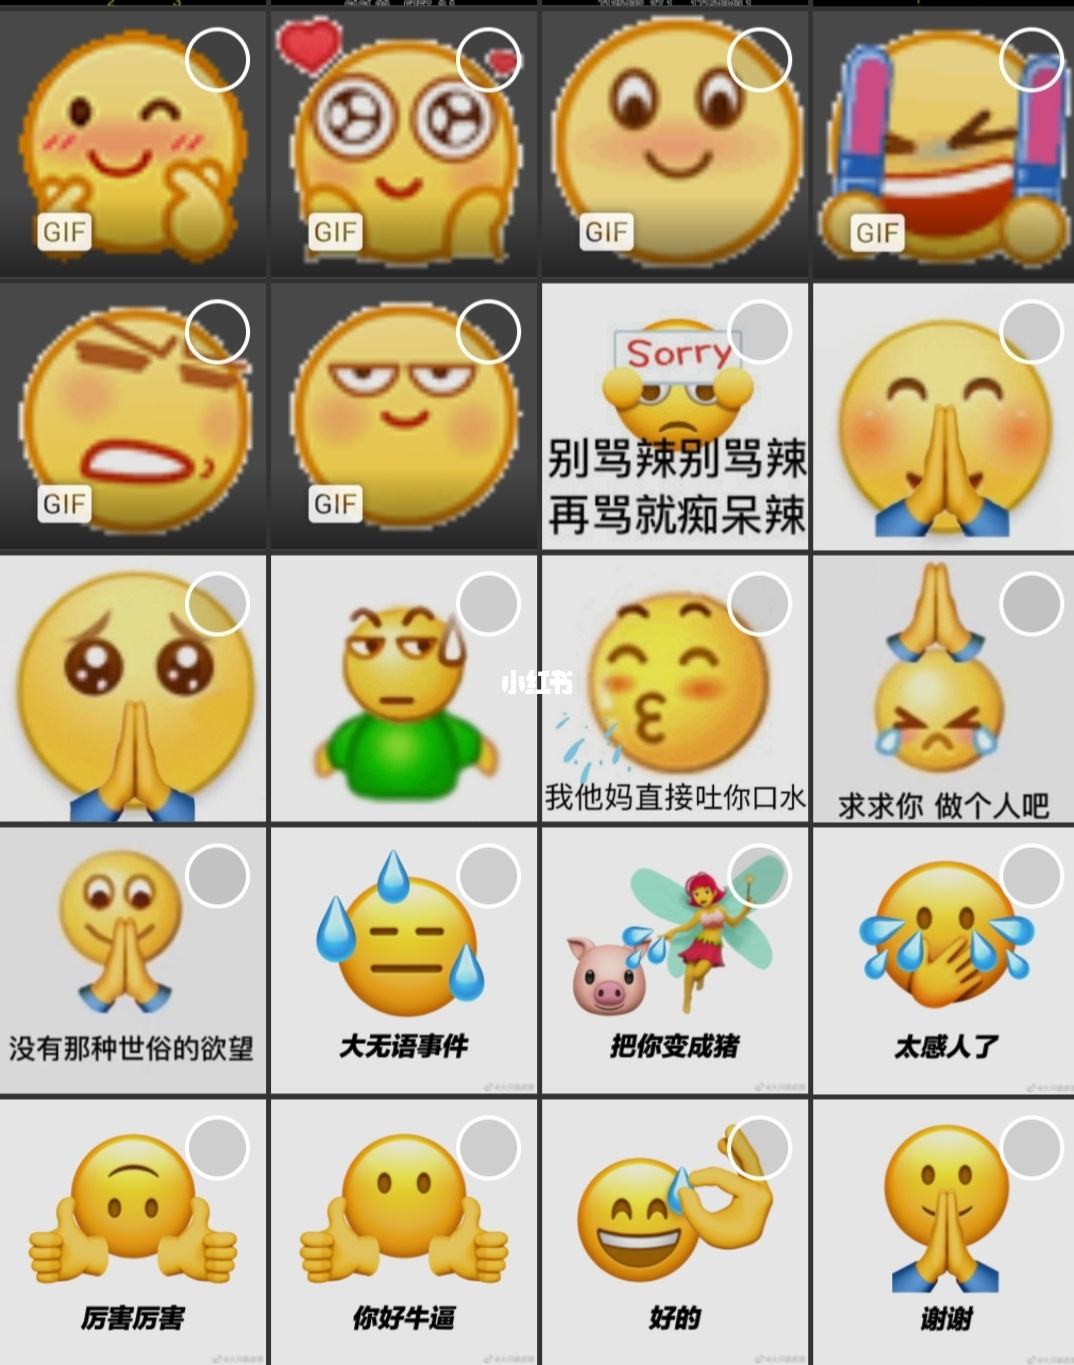 GIF
GIF
GIF
GIF
GIF
GIF
Sorry
别骂辣别骂辣
再骂就痴呆辣
小红书
我他妈直接吐你口水
求求你 做个人吧
没有那种世俗的欲望
大无语事件
把你变成猪
太感人了
厉害厉害
你好牛逼
好的
谢谢